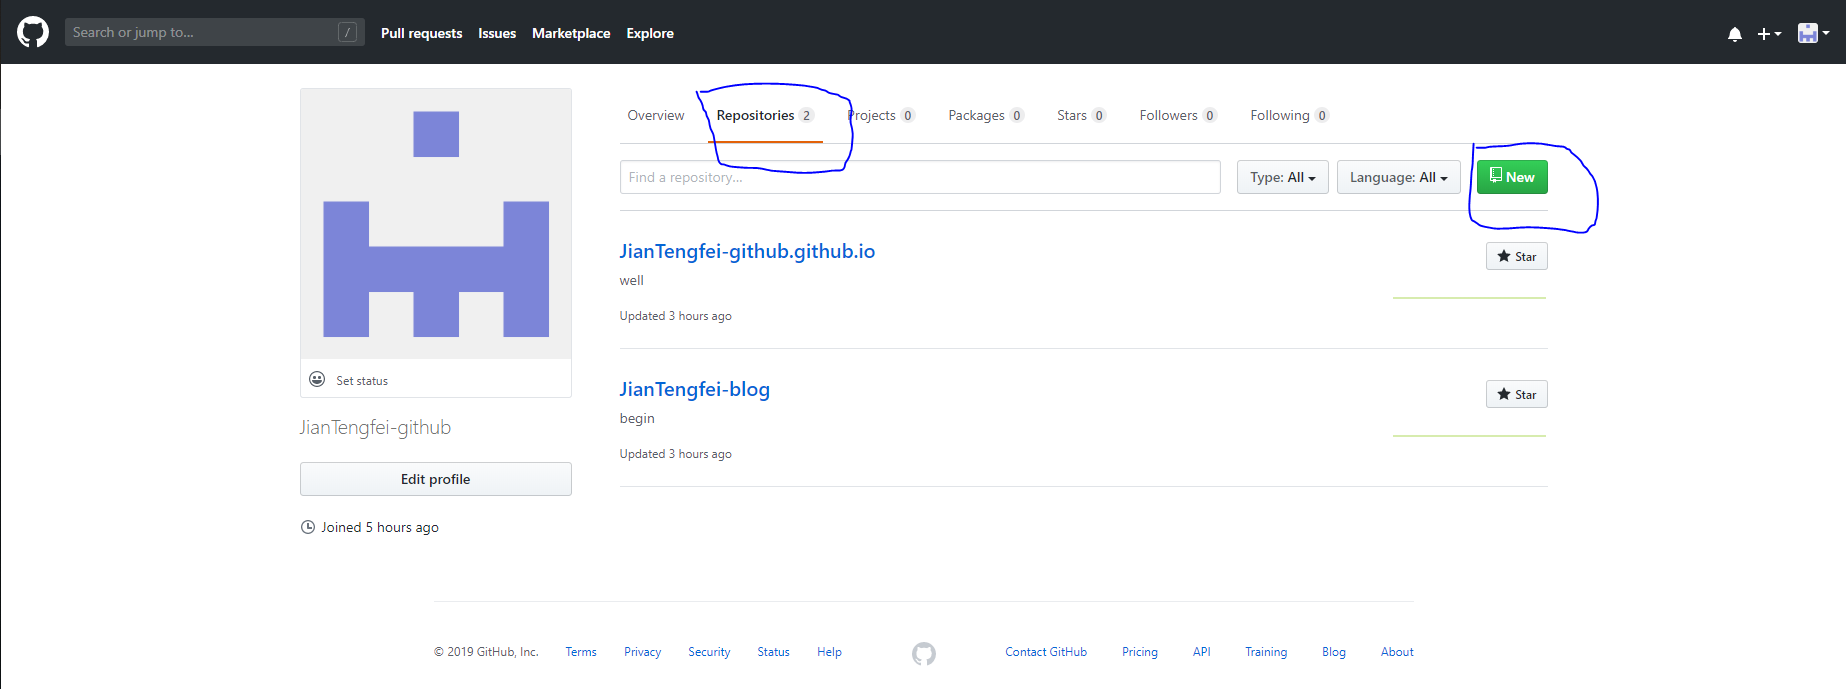 Search or jump to... /
Pull requests Issues Marketplace Explore
Overview Repositories 2 Projects 0 Packages 0 Stars 0 Followers 0 Following 0
Find a repository... Type: All Language: All New
JianTengfei-github.github.io Star
well
Updated 3 hours ago
JianTengfei-blog Star
begin
Updated 3 hours ago
Set status
JianTengfei-github
Edit profile
Joined 5 hours ago
© 2019 GitHub, Inc. Terms Privacy Security Status Help Contact GitHub Pricing API Training Blog About